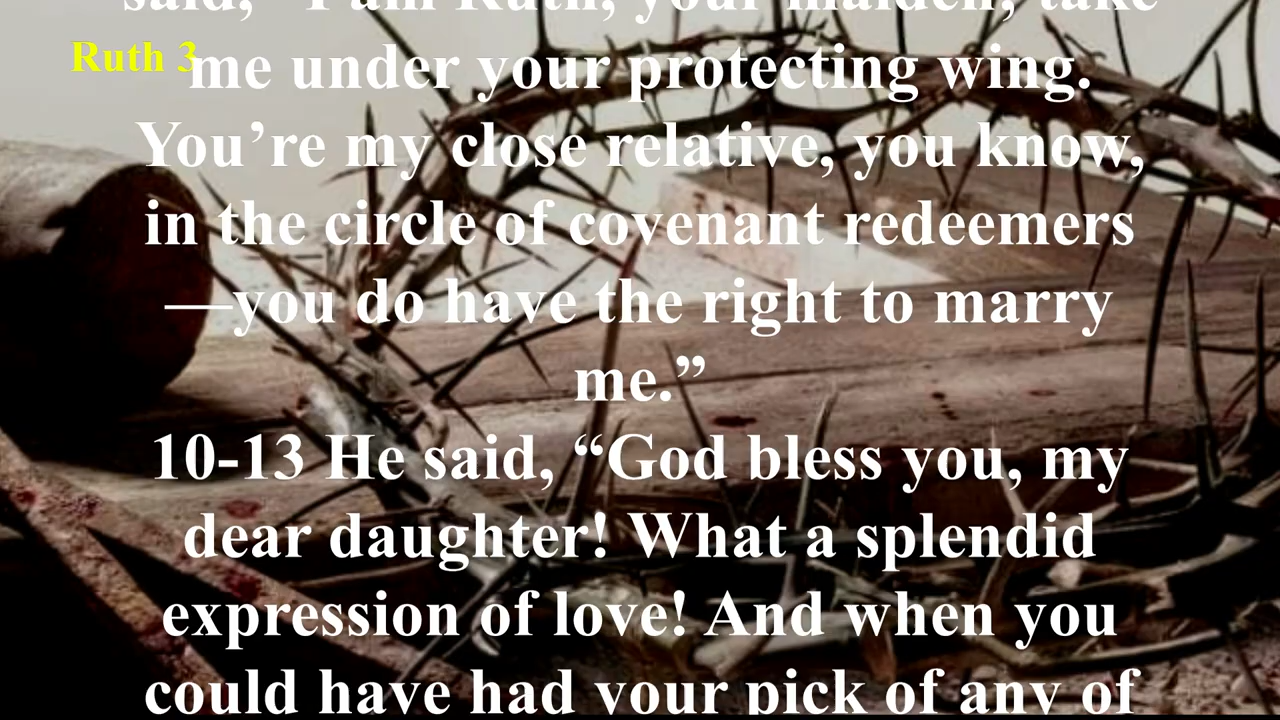 said, “I am Ruth, your maiden; take
Ruth 3
me under your protecting wing.
You’re my close relative, you know,
in the circle of covenant redeemers
—you do have the right to marry
me.”
10-13 He said, “God bless you, my
dear daughter! What a splendid
expression of love! And when you
could have had your pick of any of